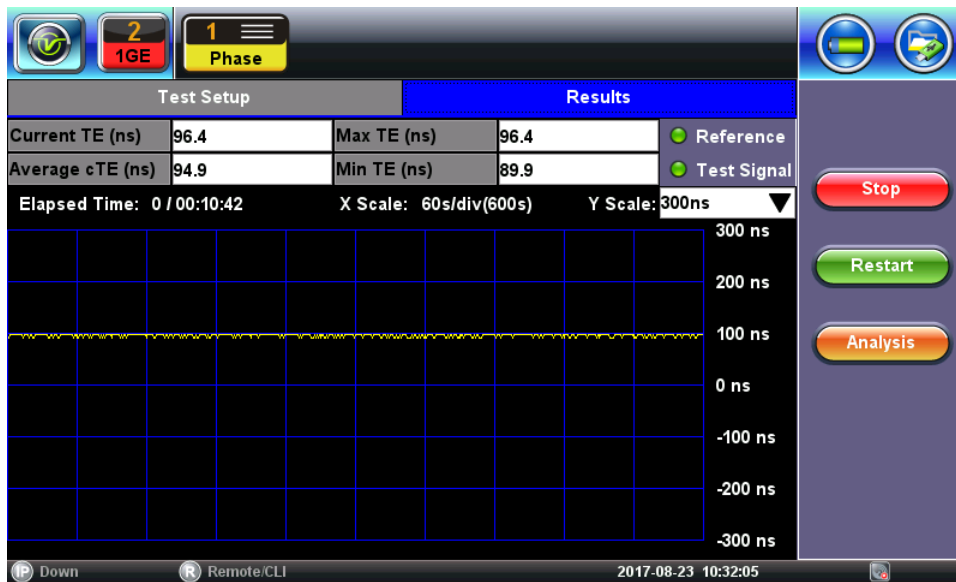 2
1GE
1
Phase
Test Setup
Results
Current TE (ns) 96.4 Max TE (ns) 96.4 Reference
Average cTE (ns) 94.9 Min TE (ns) 89.9 Test Signal
Elapsed Time: 0 / 00:10:42 X Scale: 60s/div(600s) Y Scale: 300ns
300 ns
200 ns
100 ns
0 ns
-100 ns
-200 ns
-300 ns
Stop
Restart
Analysis
IP Down R Remote/CLI 2017-08-23 10:32:05